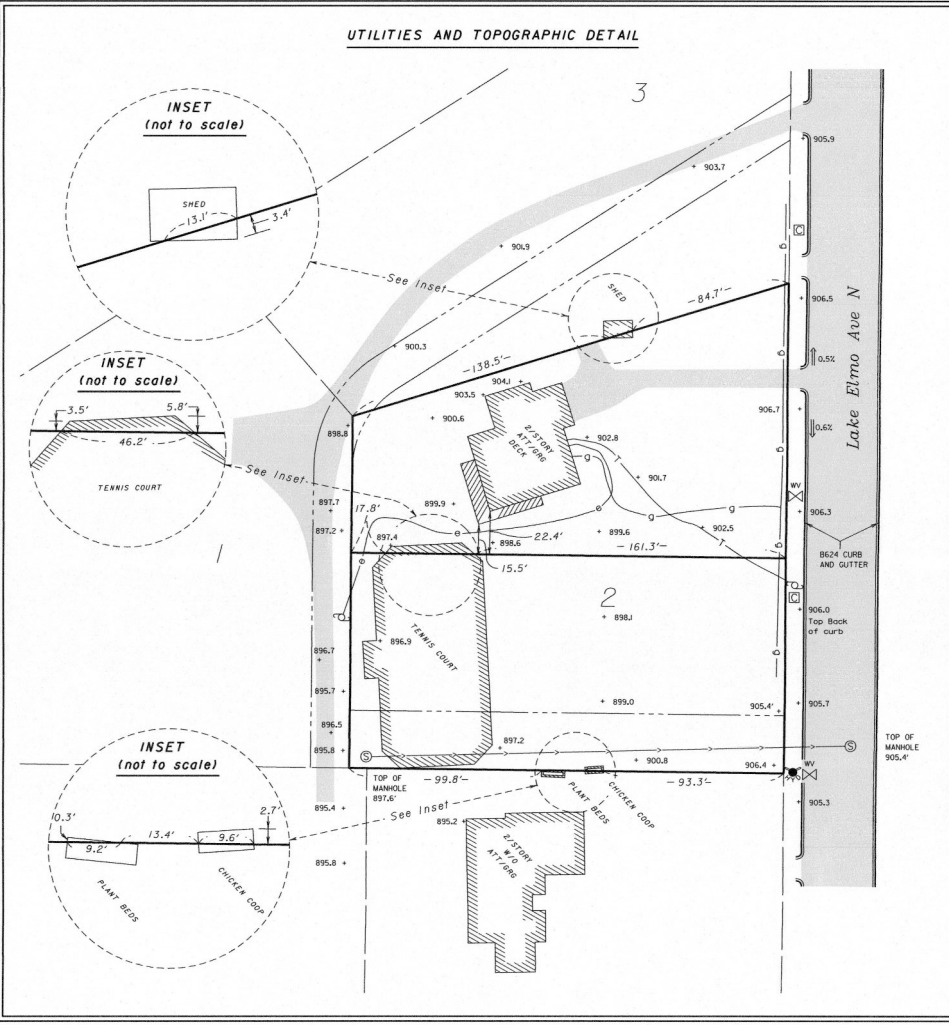 UTILITIES AND TOPOGRAPHIC DETAIL
INSET
(not to scale)
SHED
13.1'
3.4'
3
905.9
903.7
C
g
901.9
See Inset
SHED
84.7'
906.5
Lake Elmo Ave N
0.5%
900.3
138.5'
INSET
(not to scale)
3.5'
5.8'
46.2'
TENNIS COURT
904.1
903.5
900.6
898.8
2/STORY
ATT/GRG
DECK
906.7
0.6%
g
902.8
T
g
901.7
See Inset
WV
17.8'
897.7
899.9
e
g
g
906.3
897.2
897.4
e
898.6
22.4'
899.6
902.5
T
161.3'
g
B624 CURB
AND GUTTER
e
15.5'
2
C
906.0
Top Back
of curb
898.1
TENNIS COURT
896.9
896.7
g
895.7
899.0
905.4'
905.7
896.5
895.8
S
897.2
S
TOP OF
MANHOLE
905.4'
900.8
906.4
WV
INSET
(not to scale)
TOP OF
MANHOLE
897.6'
99.8'
93.3'
PLANT BEDS
CHICKEN COOP
See Inset
895.4
895.2
905.3
0.3'
13.4'
2.7'
9.2'
9.6'
PLANT BEDS
CHICKEN COOP
895.8
2/STORY
W/O
ATT/GRG